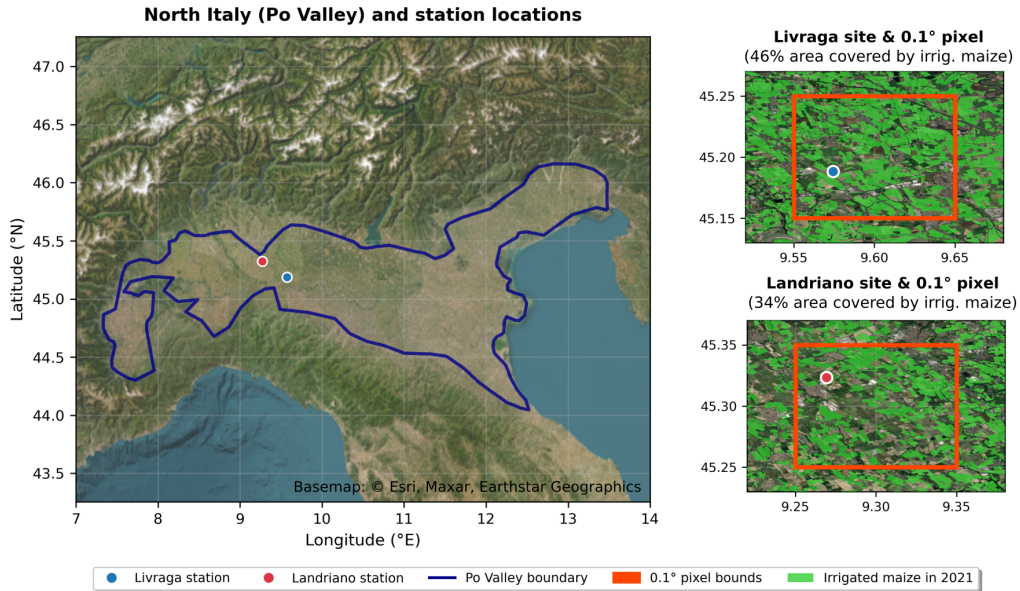 North Italy (Po Valley) and station locations
47.0
46.5
46.0
45.5
45.0
44.5
44.0
43.5
Latitude (°N)
7 8 9 10 11 12 13 14
Longitude (°E)
Basemap: © Esri, Maxar, Earthstar Geographics
Livraga site & 0.1° pixel
(46% area covered by irrig. maize)
45.25
45.20
45.15
9.55 9.60 9.65
Landriano site & 0.1° pixel
(34% area covered by irrig. maize)
45.35
45.30
45.25
9.25 9.30 9.35
Livraga station Landriano station Po Valley boundary 0.1° pixel bounds Irrigated maize in 2021